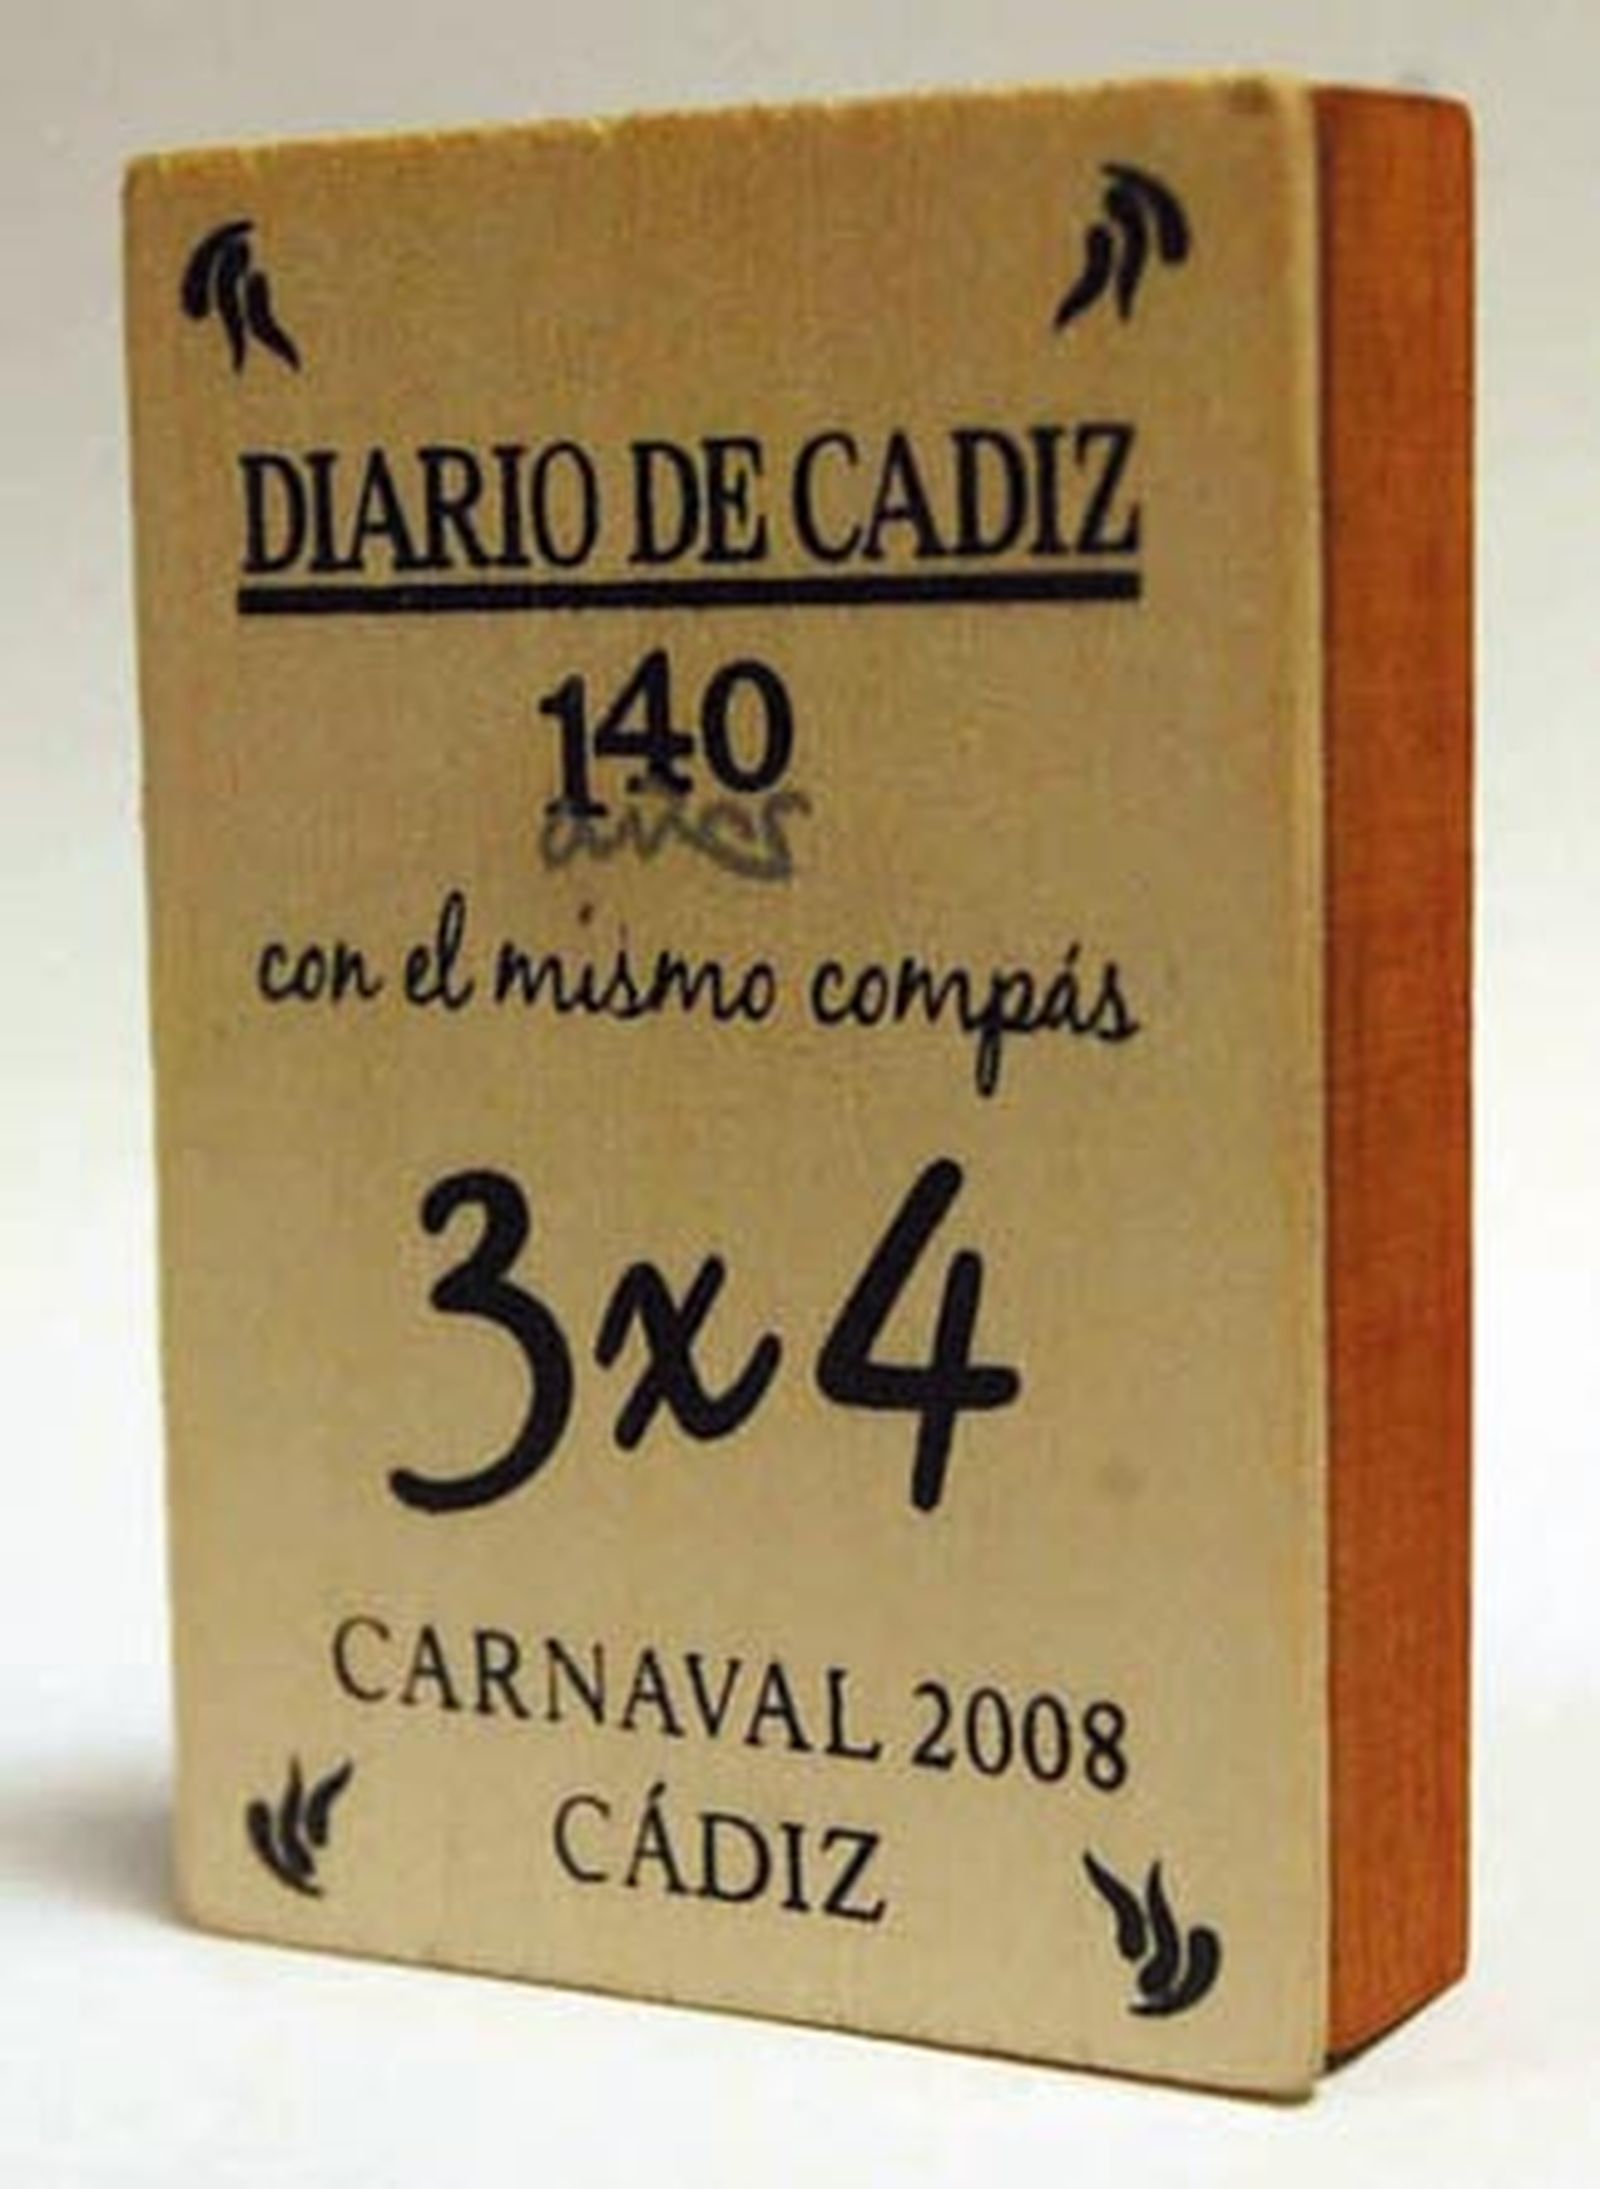 DIARIO DE CADIZ
140
años
con el mismo compás
3x4
CARNAVAL 2008
CÁDIZ